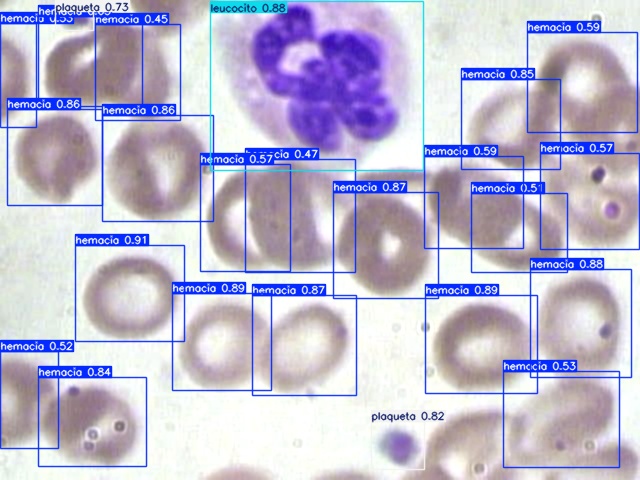 plaqueta 0.73
leucocito 0.88
hemacia 0.45
hemacia 0.59
hemacia 0.85
hemacia 0.86
hemacia 0.86
hemacia 0.57
hemacia 0.47
hemacia 0.87
hemacia 0.59
hemacia 0.51
hemacia 0.57
hemacia 0.91
hemacia 0.89
hemacia 0.87
hemacia 0.89
hemacia 0.88
hemacia 0.52
hemacia 0.84
hemacia 0.53
plaqueta 0.82